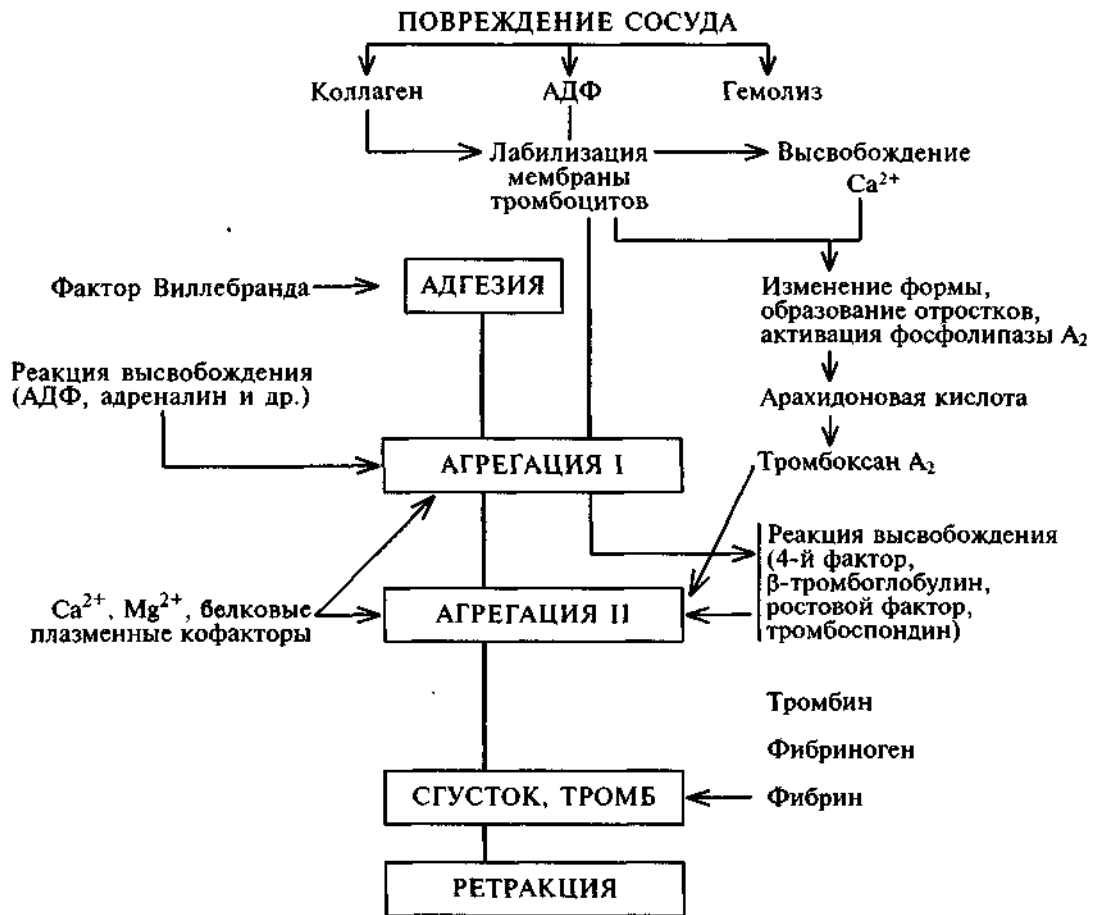 ПОВРЕЖДЕНИЕ СОСУДА
Коллаген
АДФ
Гемолиз
Лабилизация
мембраны
тромбоцитов
Высвобождение
Ca²⁺
Фактор Виллебранда
АДГЕЗИЯ
Изменение формы,
образование отростков,
активация фосфолипазы A₂
Реакция высвобождения
(АДФ, адреналин и др.)
Арахидоновая кислота
АГРЕГАЦИЯ I
Тромбоксан A₂
Реакция высвобождения
(4-й фактор,
β-тромбоглобулин,
ростовой фактор,
тромбоспондин)
Ca²⁺, Mg²⁺, белковые
плазменные кофакторы
АГРЕГАЦИЯ II
Тромбин
Фибриноген
СГУСТОК, ТРОМБ
Фибрин
РЕТРАКЦИЯ